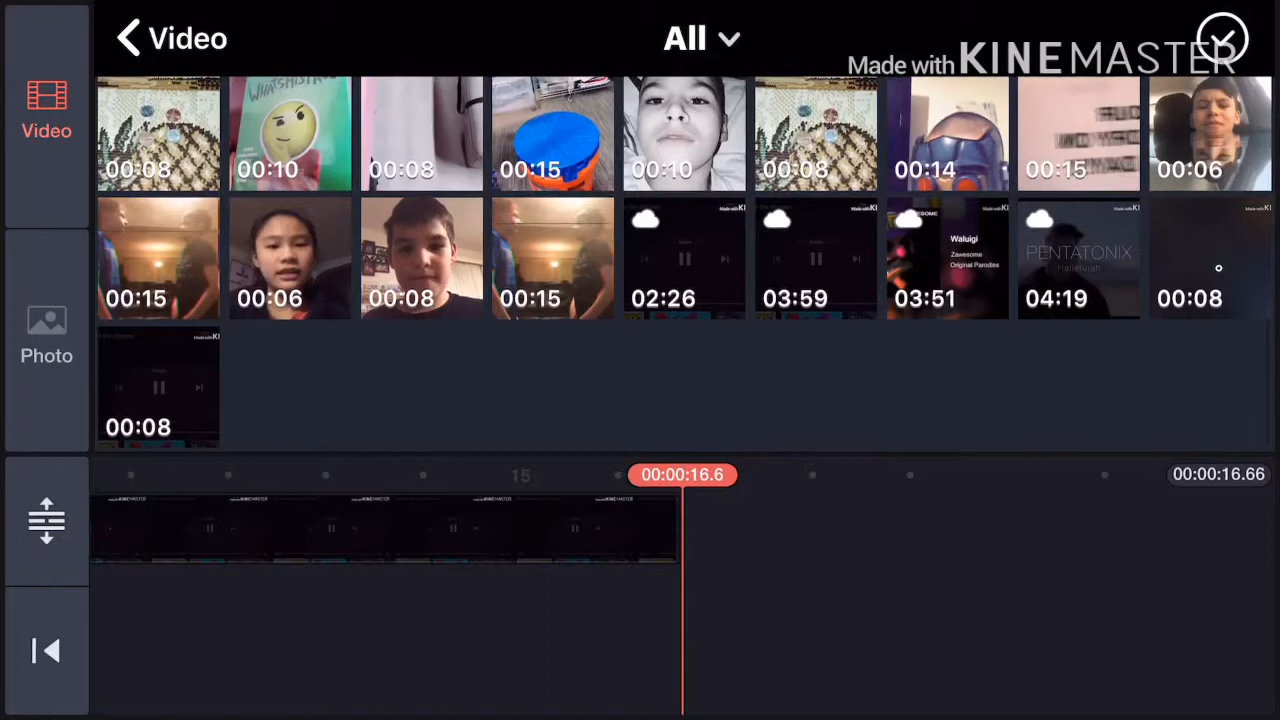 Video
All
Made with KINEMASTER
Video
Photo
WHATSHISFACE
00:08
00:10
00:08
00:15
00:10
00:08
00:14
00:15
00:06
00:15
00:06
00:08
00:15
02:26
03:59
Waluigi
Zawesome
Original Parodies
03:51
PENTATONIX
Hallelujah
04:19
00:08
00:08
15
00:00:16.6
00:00:16.66